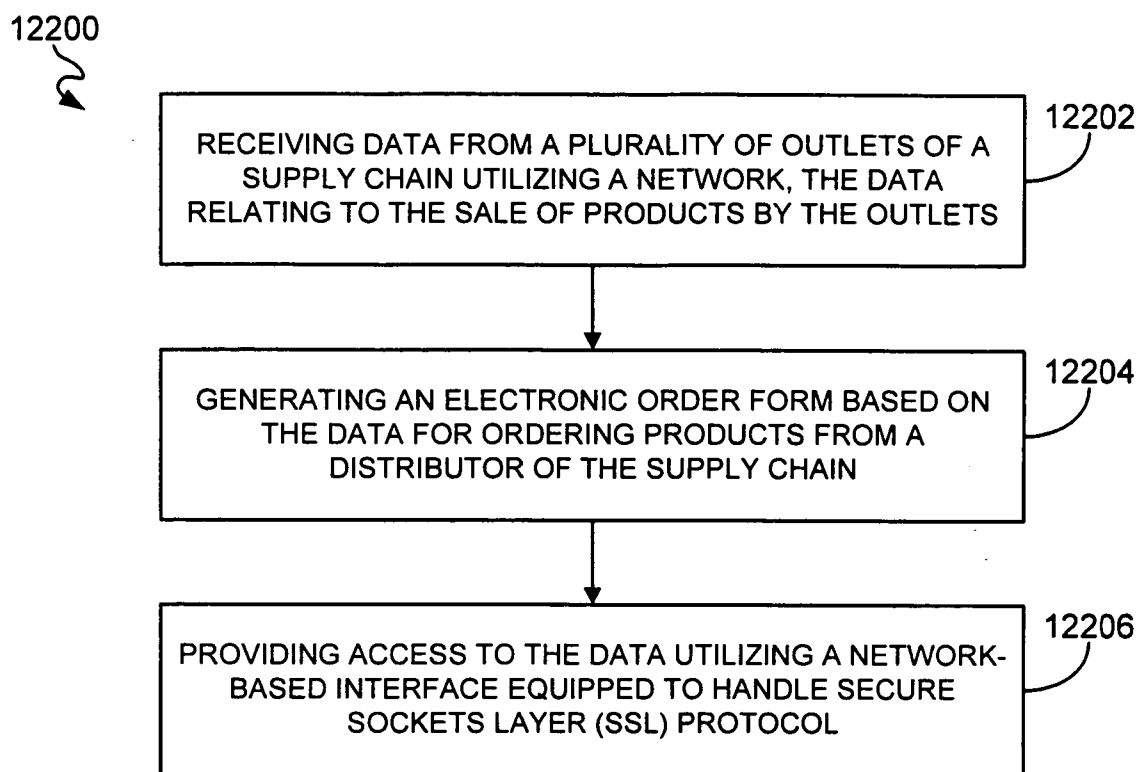 12200
12202
RECEIVING DATA FROM A PLURALITY OF OUTLETS OF A
SUPPLY CHAIN UTILIZING A NETWORK, THE DATA
RELATING TO THE SALE OF PRODUCTS BY THE OUTLETS
12204
GENERATING AN ELECTRONIC ORDER FORM BASED ON
THE DATA FOR ORDERING PRODUCTS FROM A
DISTRIBUTOR OF THE SUPPLY CHAIN
12206
PROVIDING ACCESS TO THE DATA UTILIZING A NETWORK-
BASED INTERFACE EQUIPPED TO HANDLE SECURE
SOCKETS LAYER (SSL) PROTOCOL